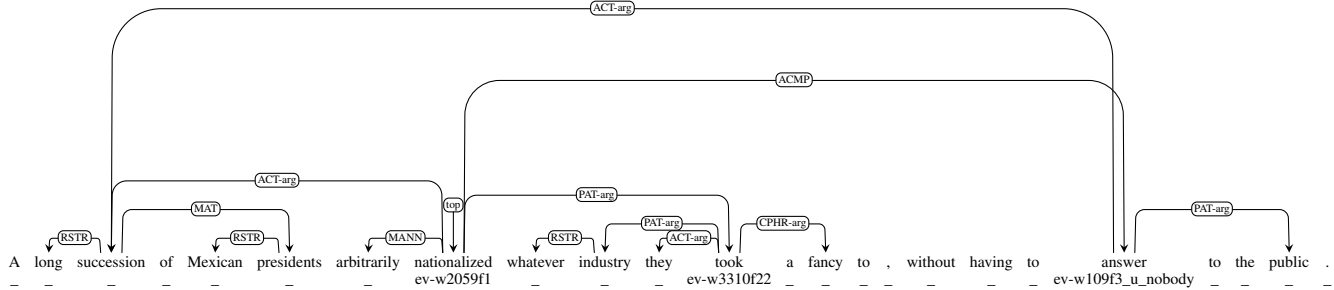 ACT-arg
ACMP
ACT-arg
PAT-arg
top
MAT
PAT-arg
PAT-arg CPHR-arg
RSTR RSTR MANN RSTR ACT-arg
A long succession of Mexican presidents arbitrarily nationalized whatever industry they took a fancy to , without having to answer to the public .
_ _ _ _ _ _ _ ev-w2059f1 _ _ _ ev-w3310f22 _ _ _ _ _ _ _ ev-w109f3_u_nobody _ _ _ _